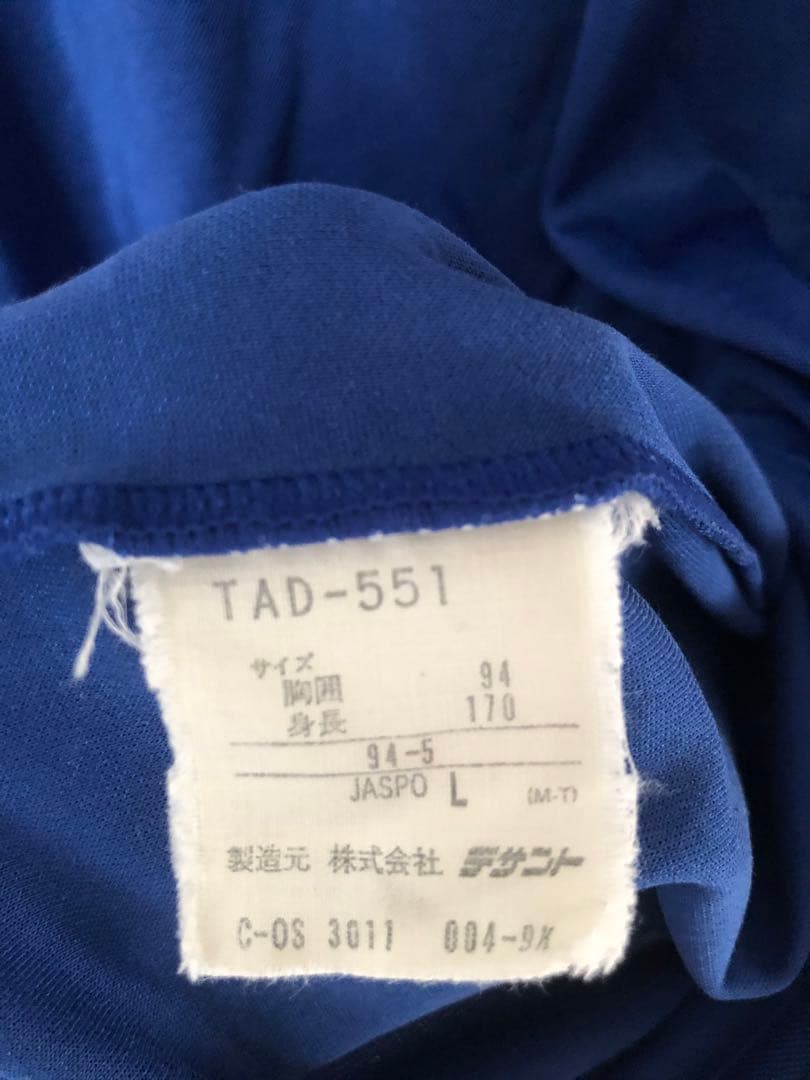 TAD-551
サイズ
胸囲 94
身長 170
94-5
JASPO L (M-T)
製造元 株式会社 デサント
C-OS 3011 004-9K